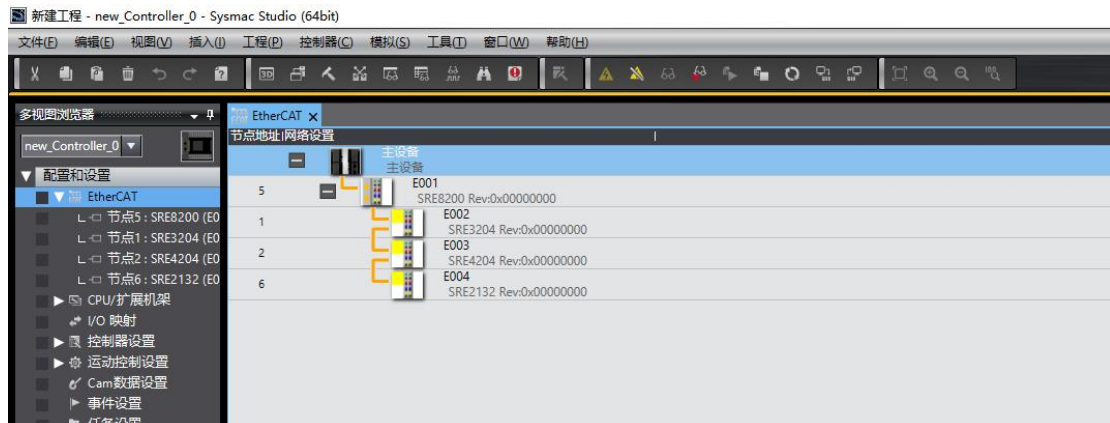 新建工程 - new_Controller_0 - Sysmac Studio (64bit)
文件(F) 编辑(E) 视图(V) 插入(I) 工程(P) 控制器(C) 模拟(S) 工具(T) 窗口(W) 帮助(H)
多视图浏览器
EtherCAT
节点地址|网络设置
new_Controller_0
主设备
主设备
配置和设置
5
E001
SRE8200 Rev:0x00000000
EtherCAT
节点5 : SRE8200 (E0
1
E002
SRE3204 Rev:0x00000000
节点1 : SRE3204 (E0
2
E003
SRE4204 Rev:0x00000000
节点2 : SRE4204 (E0
6
E004
SRE2132 Rev:0x00000000
节点6 : SRE2132 (E0
CPU/扩展机架
I/O 映射
控制器设置
运动控制设置
Cam数据设置
事件设置
任务设置